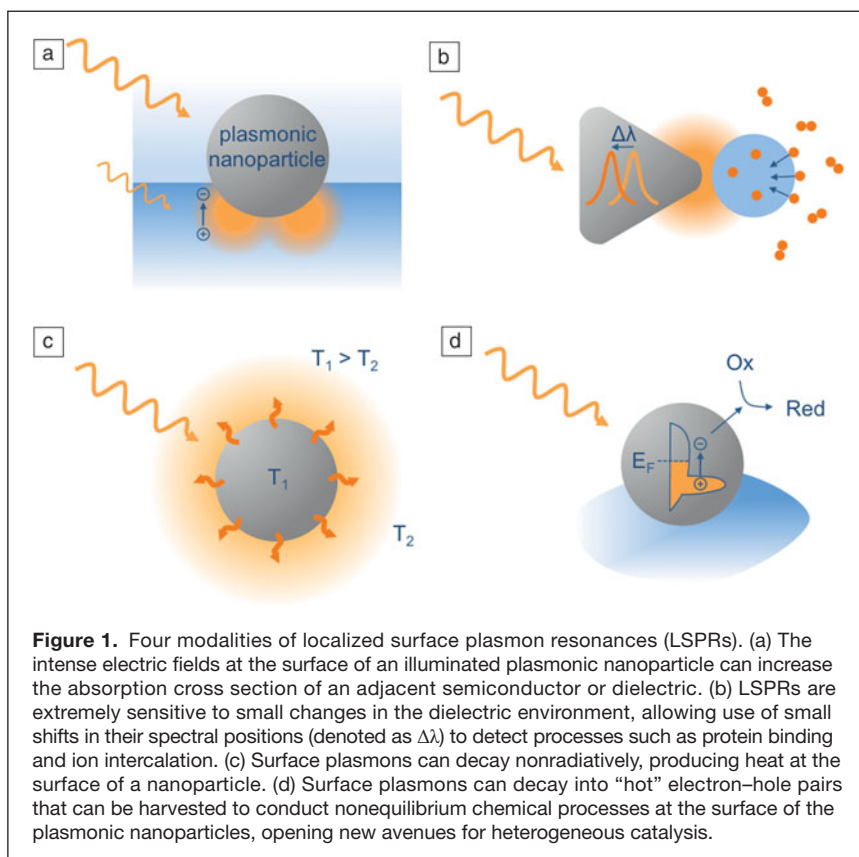 a
plasmonic
nanoparticle
⊖
⊕
b
Δλ
c
T₁ > T₂
T₁
T₂
d
Ox
Red
E_F
⊖
⊕
Figure 1. Four modalities of localized surface plasmon resonances (LSPRs). (a) The
intense electric fields at the surface of an illuminated plasmonic nanoparticle can increase
the absorption cross section of an adjacent semiconductor or dielectric. (b) LSPRs are
extremely sensitive to small changes in the dielectric environment, allowing use of small
shifts in their spectral positions (denoted as Δλ) to detect processes such as protein binding
and ion intercalation. (c) Surface plasmons can decay nonradiatively, producing heat at the
surface of a nanoparticle. (d) Surface plasmons can decay into “hot” electron–hole pairs
that can be harvested to conduct nonequilibrium chemical processes at the surface of the
plasmonic nanoparticles, opening new avenues for heterogeneous catalysis.